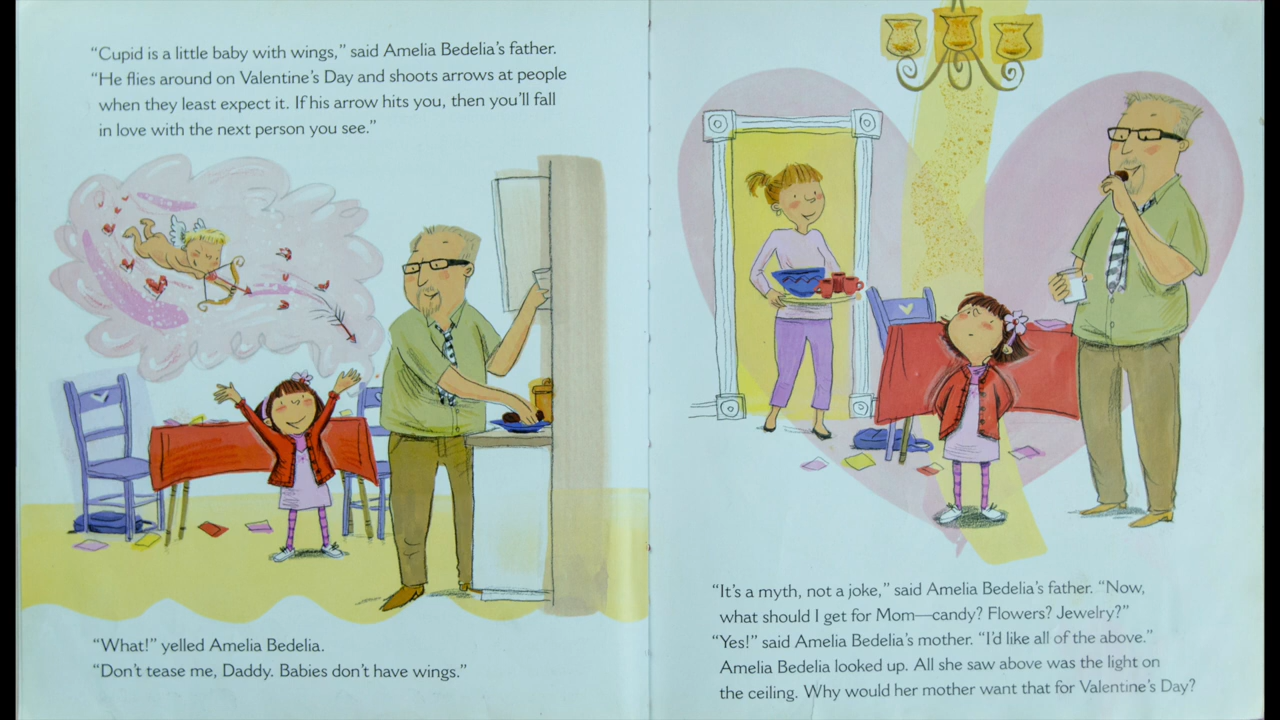 “Cupid is a little baby with wings,” said Amelia Bedelia’s father.
“He flies around on Valentine’s Day and shoots arrows at people
when they least expect it. If his arrow hits you, then you’ll fall
in love with the next person you see.”
“What!” yelled Amelia Bedelia.
“Don’t tease me, Daddy. Babies don’t have wings.”
“It’s a myth, not a joke,” said Amelia Bedelia’s father. “Now,
what should I get for Mom—candy? Flowers? Jewelry?”
“Yes!” said Amelia Bedelia’s mother. “I’d like all of the above.”
Amelia Bedelia looked up. All she saw above was the light on
the ceiling. Why would her mother want that for Valentine’s Day?